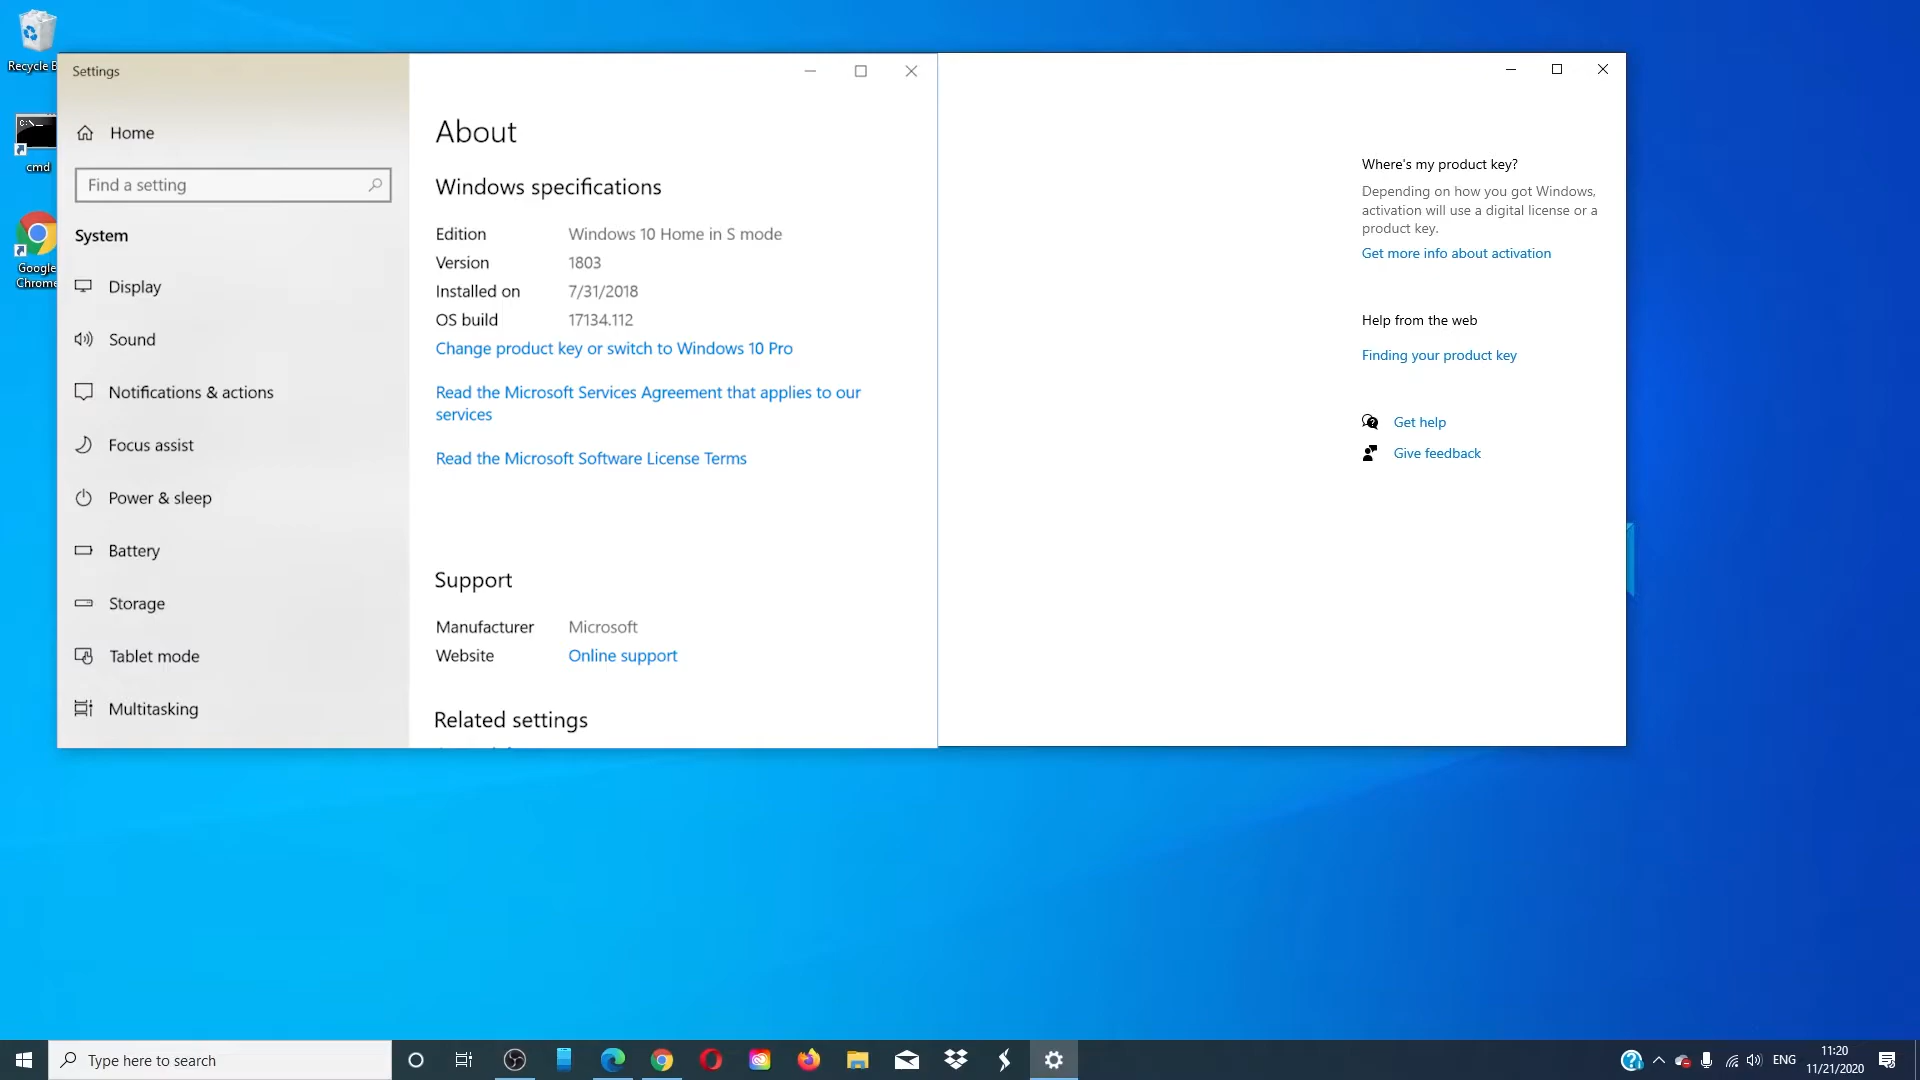 Recycle B
cmd
Google
Chrome
Settings
Home
Find a setting
System
Display
Sound
Notifications & actions
Focus assist
Power & sleep
Battery
Storage
Tablet mode
Multitasking
About
Windows specifications
Edition Windows 10 Home in S mode
Version 1803
Installed on 7/31/2018
OS build 17134.112
Change product key or switch to Windows 10 Pro
Read the Microsoft Services Agreement that applies to our
services
Read the Microsoft Software License Terms
Support
Manufacturer Microsoft
Website Online support
Related settings
Where's my product key?
Depending on how you got Windows,
activation will use a digital license or a
product key.
Get more info about activation
Help from the web
Finding your product key
Get help
Give feedback
Type here to search
ENG
11:20
11/21/2020